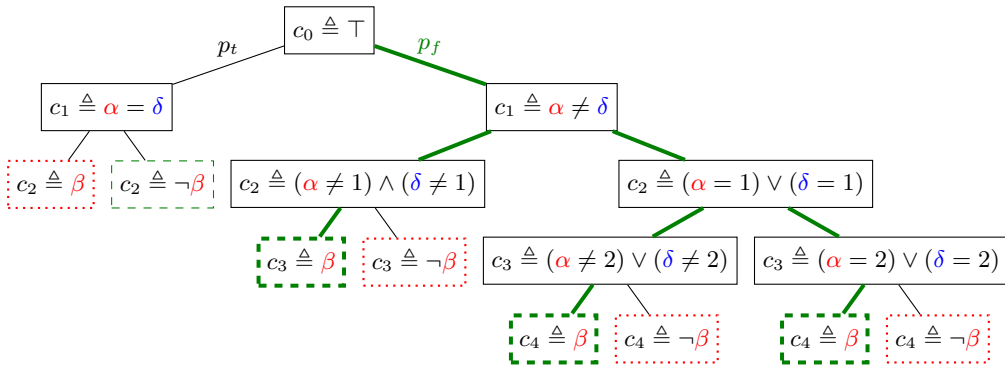 c₀ ≜ ⊤
p_t p_f
c₁ ≜ α = δ c₁ ≜ α ≠ δ
c₂ ≜ β c₂ ≜ ¬β c₂ ≜ (α ≠ 1) ∧ (δ ≠ 1) c₂ ≜ (α = 1) ∨ (δ = 1)
c₃ ≜ β c₃ ≜ ¬β c₃ ≜ (α ≠ 2) ∨ (δ ≠ 2) c₃ ≜ (α = 2) ∨ (δ = 2)
c₄ ≜ β c₄ ≜ ¬β c₄ ≜ β c₄ ≜ ¬β